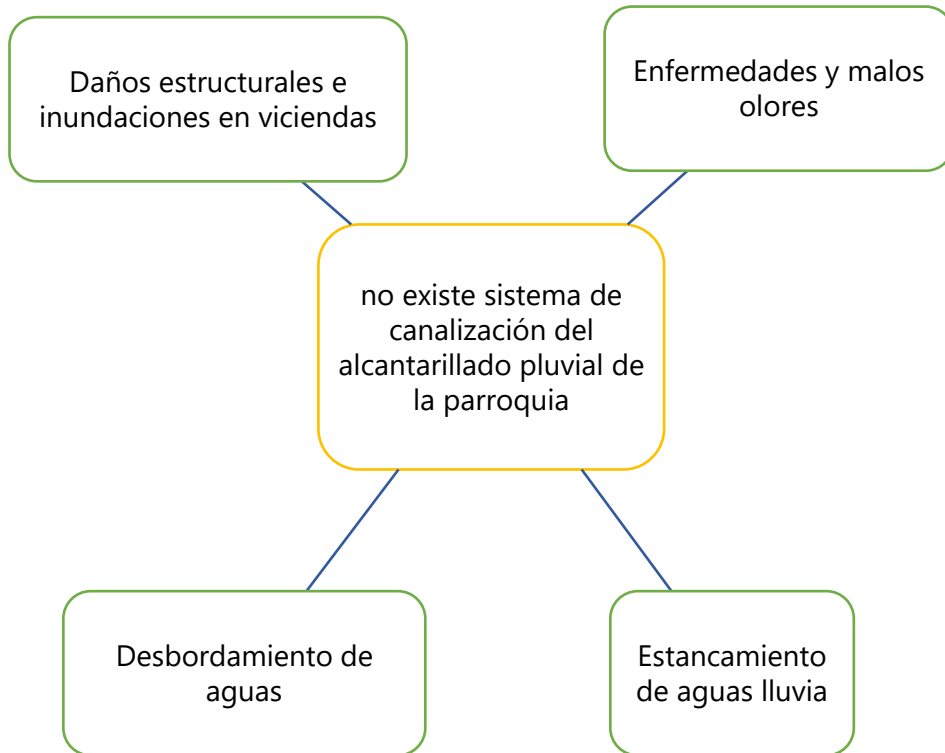 Daños estructurales e
inundaciones en viciendas
Enfermedades y malos
olores
no existe sistema de
canalización del
alcantarillado pluvial de
la parroquia
Desbordamiento de
aguas
Estancamiento
de aguas lluvia